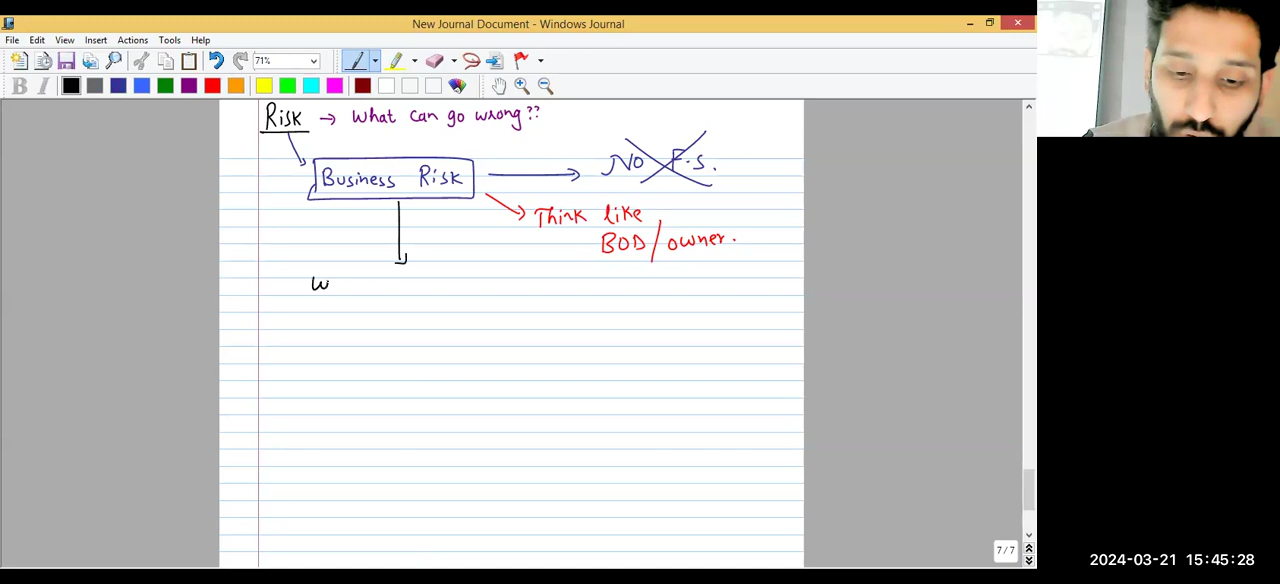 New Journal Document - Windows Journal
File Edit View Insert Actions Tools Help
71%
B I
Risk → What can go wrong??
Business Risk → No F.S.
Think like
BOD/owner.
W
7 / 7
2024-03-21 15:45:28